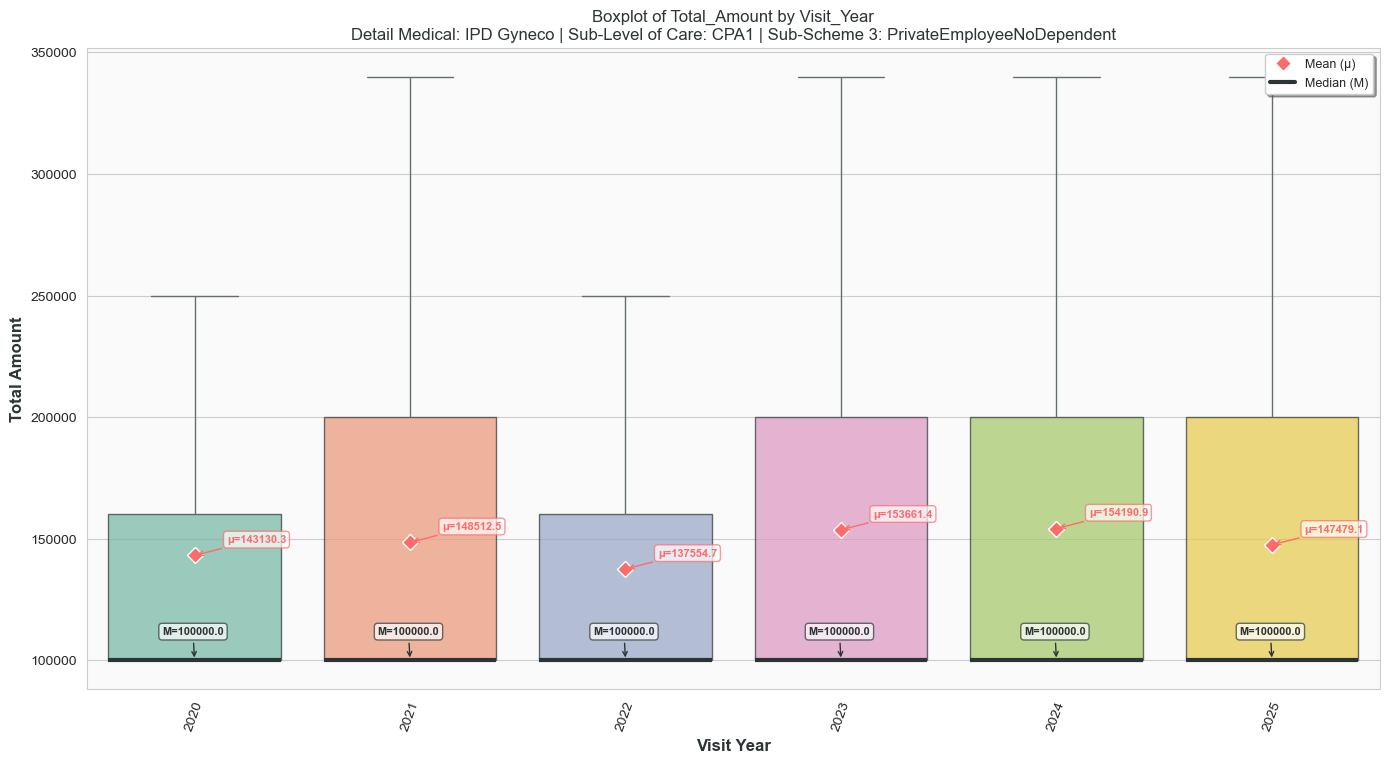 Boxplot of Total_Amount by Visit_Year
Detail Medical: IPD Gyneco | Sub-Level of Care: CPA1 | Sub-Scheme 3: PrivateEmployeeNoDependent
Mean (μ)
Median (M)
Total Amount
350000
300000
250000
200000
150000
100000
μ=143130.3
μ=148512.5
μ=137554.7
μ=153661.4
μ=154190.9
μ=147479.1
M=100000.0
M=100000.0
M=100000.0
M=100000.0
M=100000.0
M=100000.0
2020
2021
2022
2023
2024
2025
Visit Year